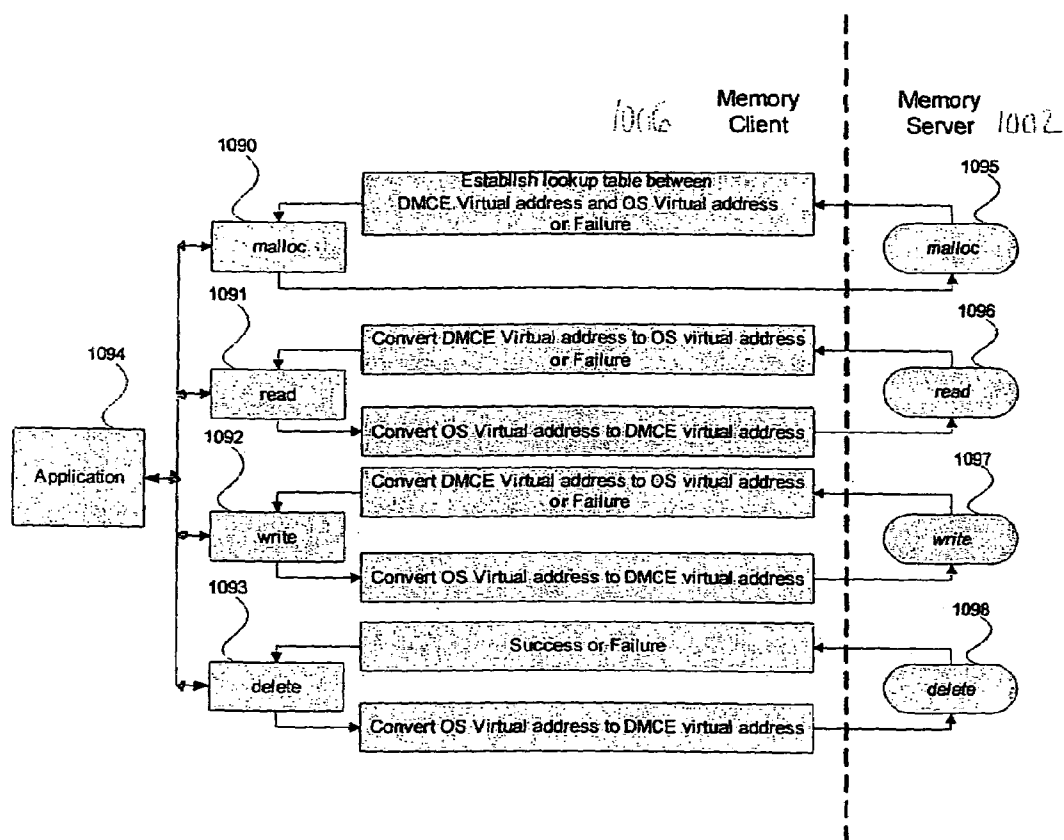 1006 Memory Client
Memory Server 1002
1090
1095
Establish lookup table between
DMCE Virtual address and OS Virtual address
or Failure
malloc
malloc
1091
1096
Convert DMCE Virtual address to OS virtual address
or Failure
1094
read
read
Convert OS Virtual address to DMCE virtual address
1092
1097
Application
Convert DMCE Virtual address to OS virtual address
or Failure
write
write
Convert OS Virtual address to DMCE virtual address
1093
1098
Success or Failure
delete
delete
Convert OS Virtual address to DMCE virtual address